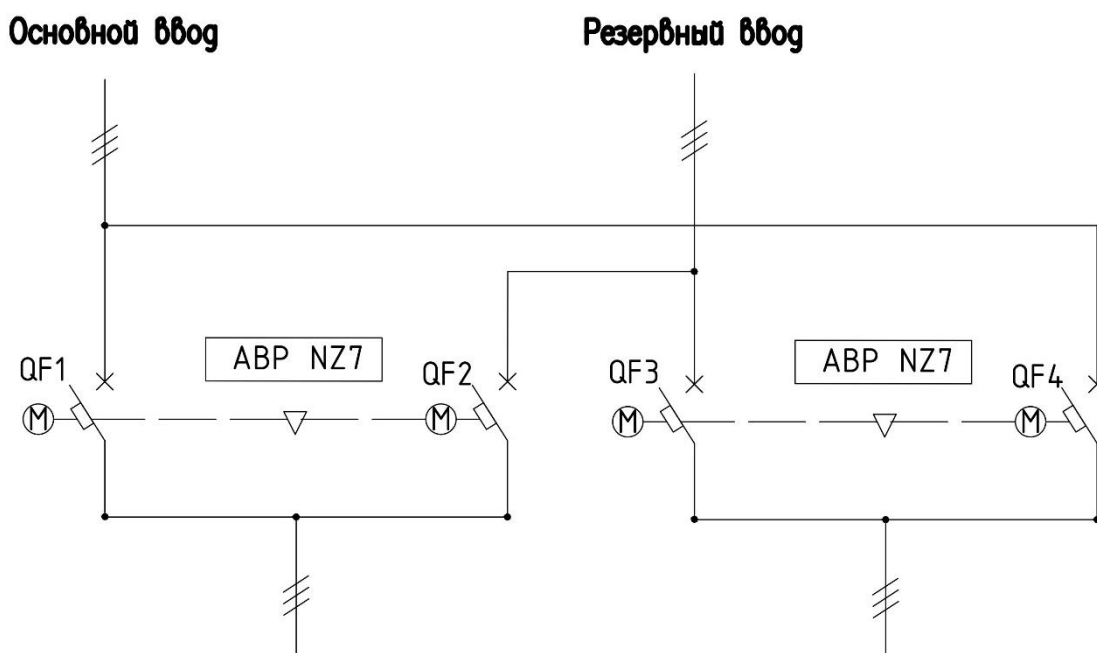 Основной ввод
Резервный ввод
АВР NZ7
АВР NZ7
QF1
QF2
QF3
QF4
M
M
M
M